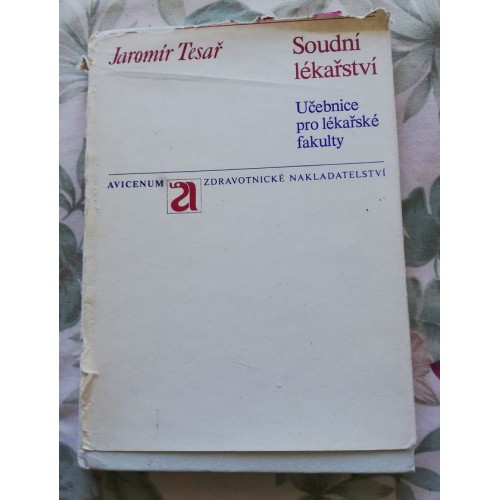 Jaromír Tesař
Soudní
lékařství
Učebnice
pro lékařské
fakulty
AVICENUM a ZDRAVOTNICKÉ NAKLADATELSTVÍ